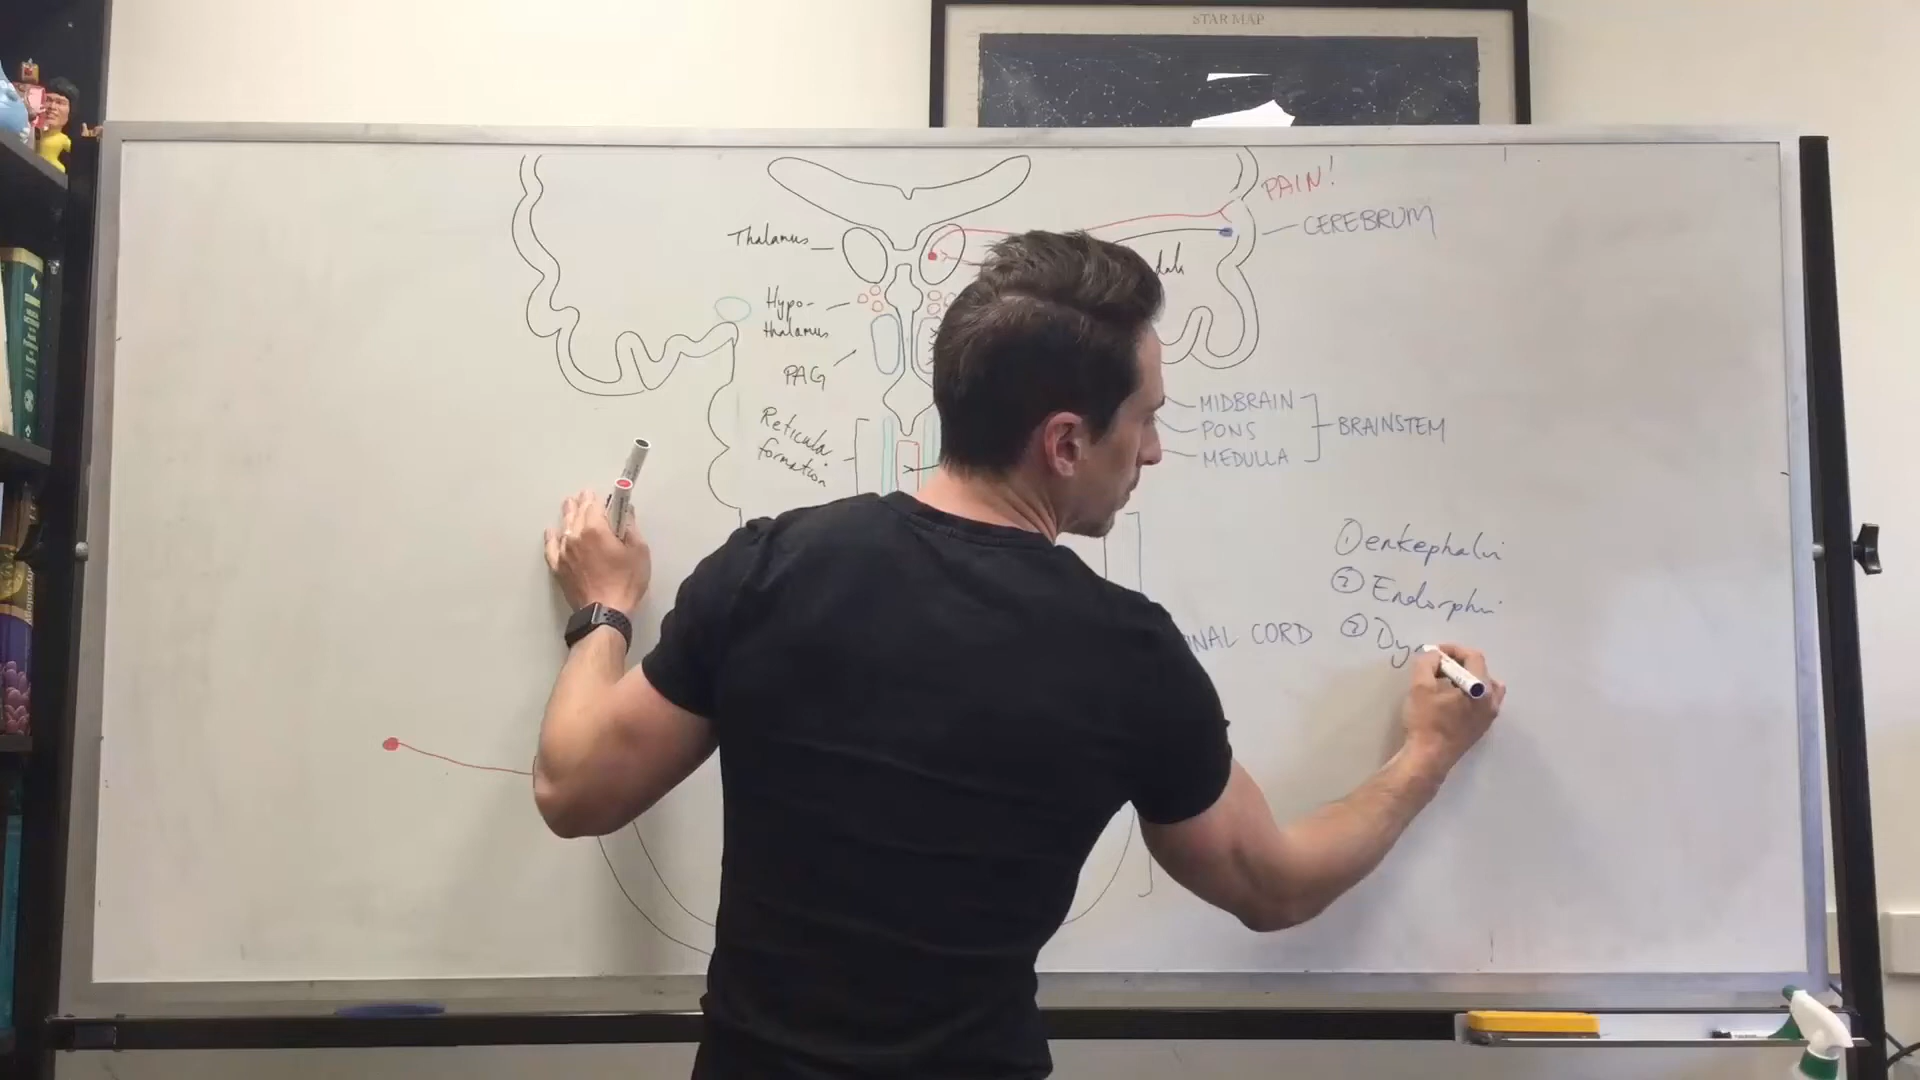 STAR MAP
PAIN!
CEREBRUM
Thalamus
Hypo-
thalamus
PAG
Reticular
formation
MIDBRAIN
PONS
MEDULLA
BRAINSTEM
① enkephalin
② Endorphin
INAL CORD
③ Dy